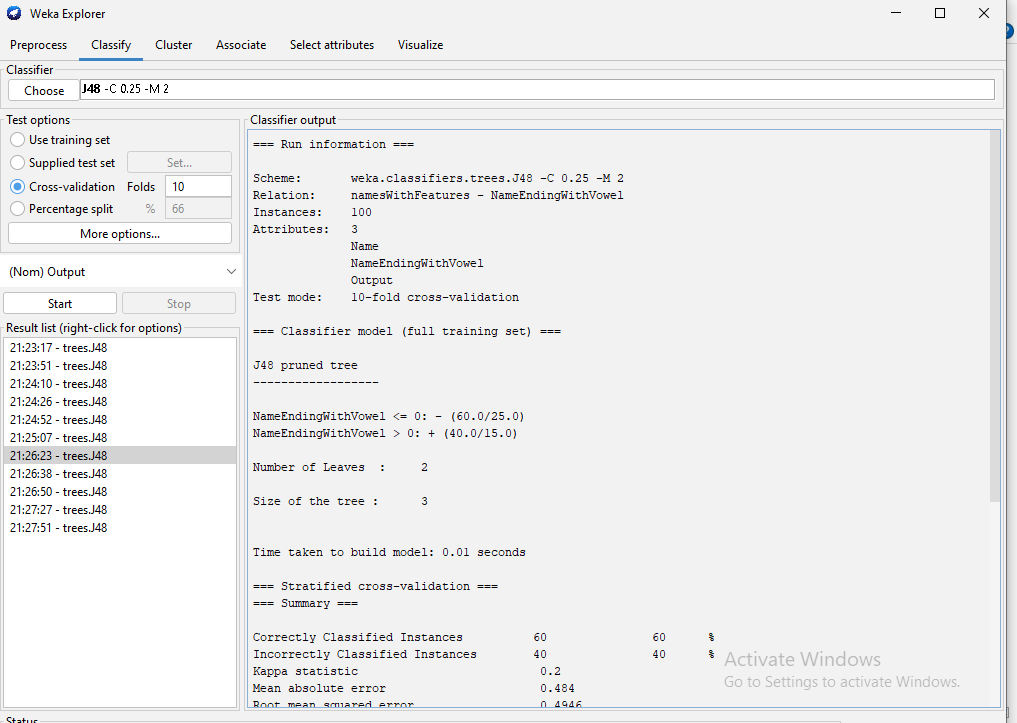 Weka Explorer
Preprocess Classify Cluster Associate Select attributes Visualize
Classifier
Choose J48 -C 0.25 -M 2
Test options
Use training set
Supplied test set Set...
Cross-validation Folds 10
Percentage split % 66
More options...
(Nom) Output
Start Stop
Result list (right-click for options)
21:23:17 - trees.J48
21:23:51 - trees.J48
21:24:10 - trees.J48
21:24:26 - trees.J48
21:24:52 - trees.J48
21:25:07 - trees.J48
21:26:23 - trees.J48
21:26:38 - trees.J48
21:26:50 - trees.J48
21:27:27 - trees.J48
21:27:51 - trees.J48
Classifier output
=== Run information ===
Scheme: weka.classifiers.trees.J48 -C 0.25 -M 2
Relation: namesWithFeatures - NameEndingWithVowel
Instances: 100
Attributes: 3
Name
NameEndingWithVowel
Output
Test mode: 10-fold cross-validation
=== Classifier model (full training set) ===
J48 pruned tree
------------------
NameEndingWithVowel <= 0: - (60.0/25.0)
NameEndingWithVowel > 0: + (40.0/15.0)
Number of Leaves : 2
Size of the tree : 3
Time taken to build model: 0.01 seconds
=== Stratified cross-validation ===
=== Summary ===
Correctly Classified Instances 60 60 %
Incorrectly Classified Instances 40 40 %
Kappa statistic 0.2
Mean absolute error 0.484
Root mean squared error 0.4946
Activate Windows
Go to Settings to activate Windows.
Status